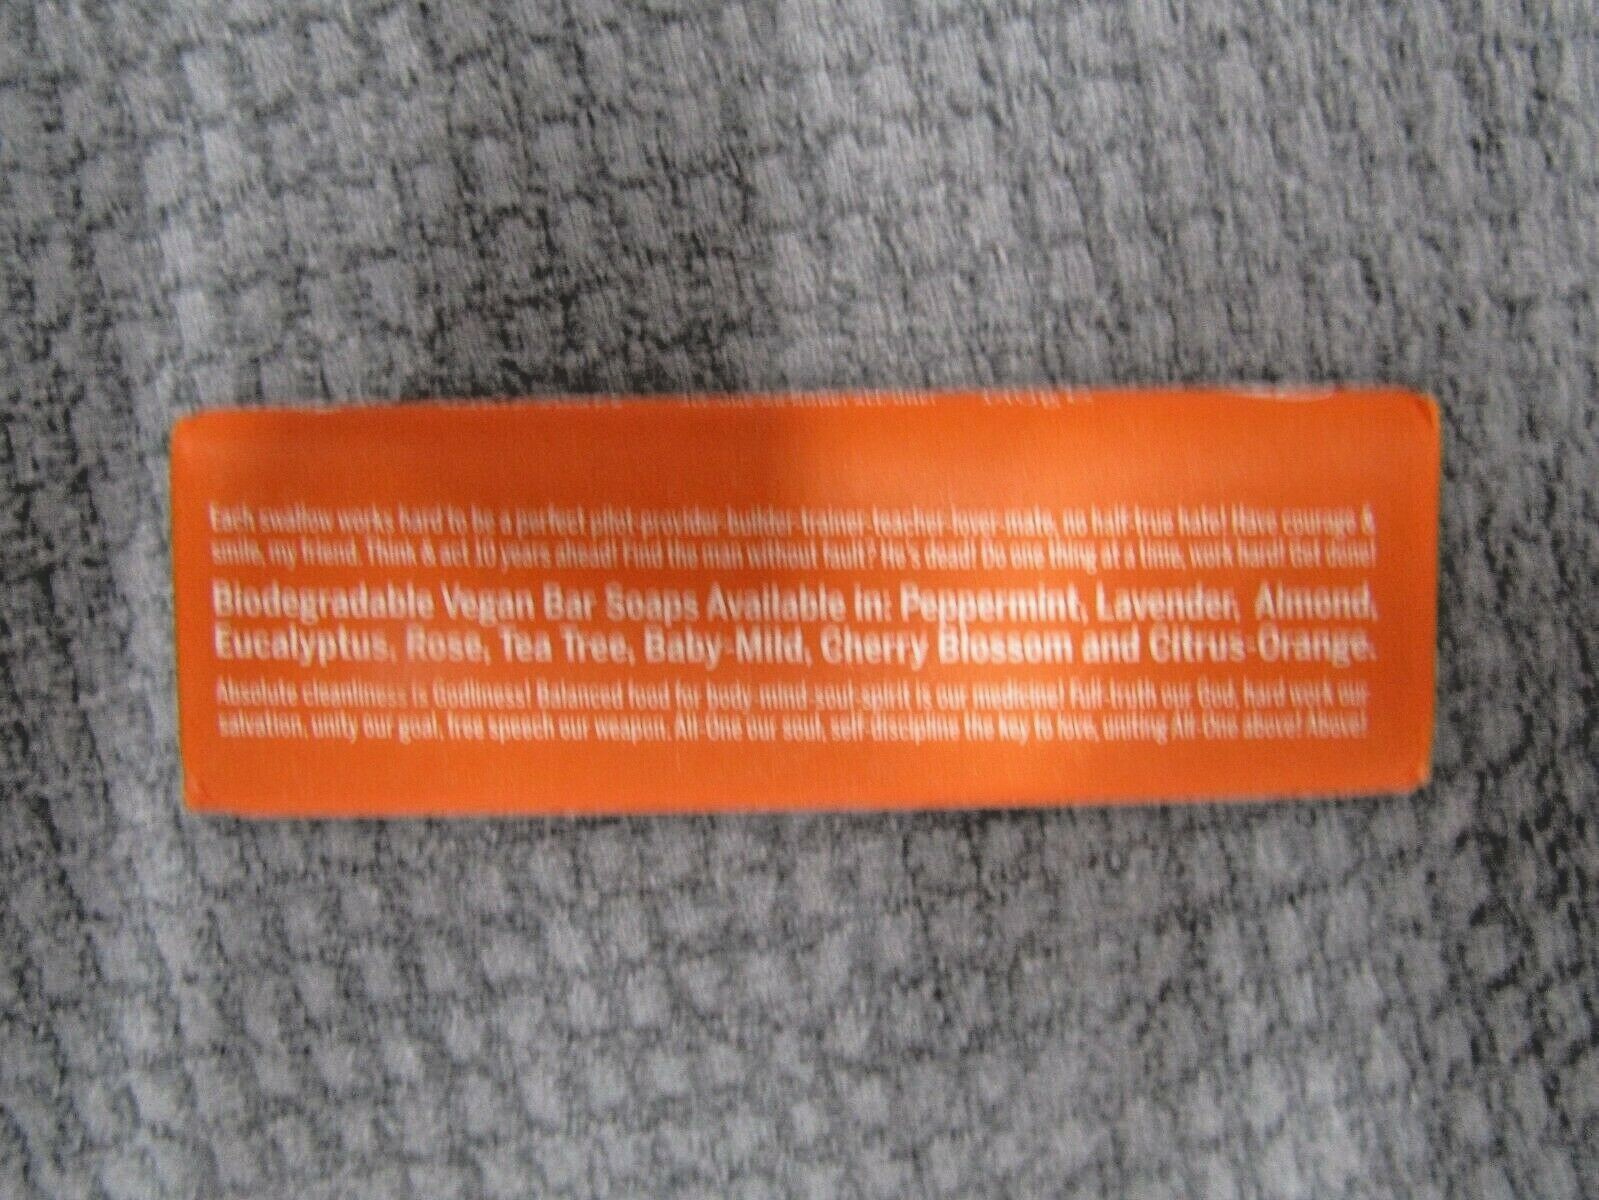 Each swallow works hard to be a perfect pilot-provider-builder-trainer-teacher-lover-mate, no half-true hate! Have courage &
smile, my friend. Think & act 10 years ahead! Find the man without fault? He's dead! Do one thing at a time, work hard! Get done!
Biodegradable Vegan Bar Soaps Available in: Peppermint, Lavender, Almond,
Eucalyptus, Rose, Tea Tree, Baby-Mild, Cherry Blossom and Citrus-Orange.
Absolute cleanliness is Godliness! Balanced food for body-mind-soul-spirit is our medicine! Full-truth our God, hard work our
salvation, unity our goal, free speech our weapon. All-One our soul, self-discipline the key to love, uniting All-One above! Above!